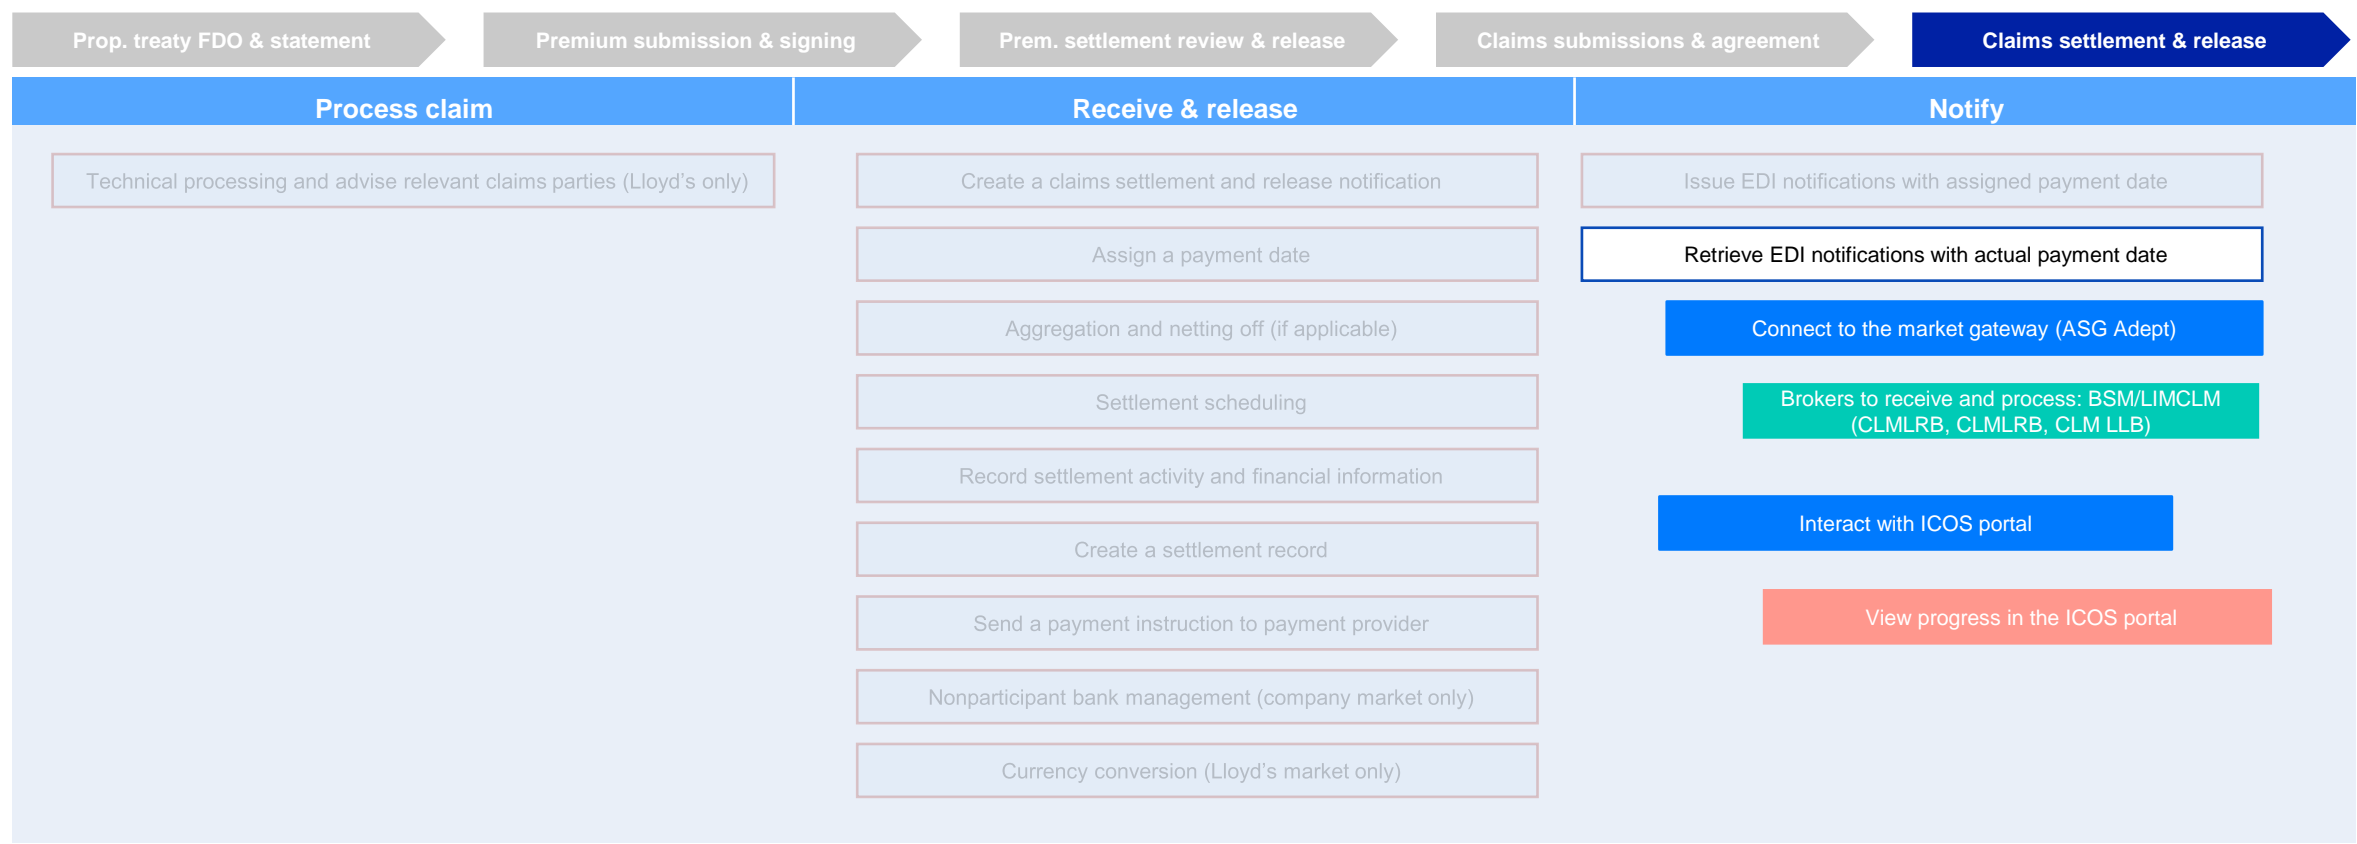 Prop. treaty FDO & statement
Premium submission & signing
Prem. settlement review & release
Claims submissions & agreement
Claims settlement & release
Process claim
Receive & release
Notify
Technical processing and advise relevant claims parties (Lloyd’s only)
Create a claims settlement and release notification
Assign a payment date
Aggregation and netting off (if applicable)
Settlement scheduling
Record settlement activity and financial information
Create a settlement record
Send a payment instruction to payment provider
Nonparticipant bank management (company market only)
Currency conversion (Lloyd’s market only)
Issue EDI notifications with assigned payment date
Retrieve EDI notifications with actual payment date
Connect to the market gateway (ASG Adept)
Brokers to receive and process: BSM/LIMCLM
(CLMLRB, CLMLRB, CLM LLB)
Interact with ICOS portal
View progress in the ICOS portal